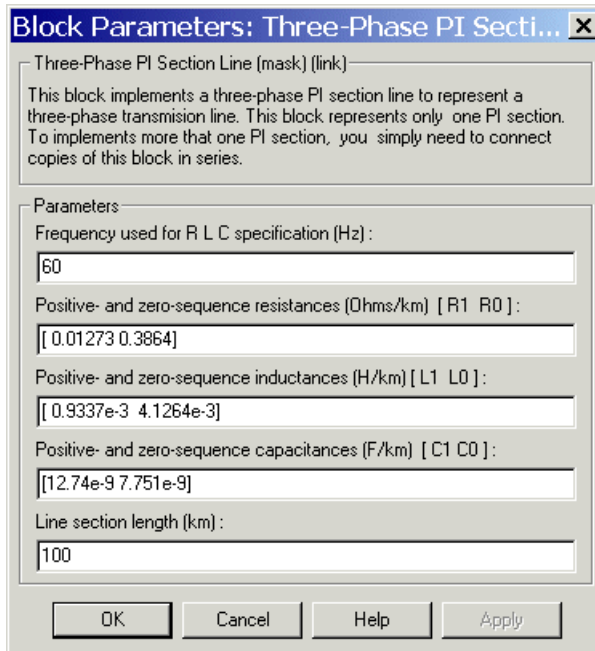 Block Parameters: Three-Phase PI Secti...
Three-Phase PI Section Line (mask) (link)
This block implements a three-phase PI section line to represent a
three-phase transmision line. This block represents only one PI section.
To implements more that one PI section, you simply need to connect
copies of this block in series.
Parameters
Frequency used for R L C specification (Hz) :
60
Positive- and zero-sequence resistances (Ohms/km) [ R1 R0 ] :
[ 0.01273 0.3864]
Positive- and zero-sequence inductances (H/km) [ L1 L0 ] :
[ 0.9337e-3 4.1264e-3]
Positive- and zero-sequence capacitances (F/km) [ C1 C0 ] :
[12.74e-9 7.751e-9]
Line section length (km) :
100
OK Cancel Help Apply